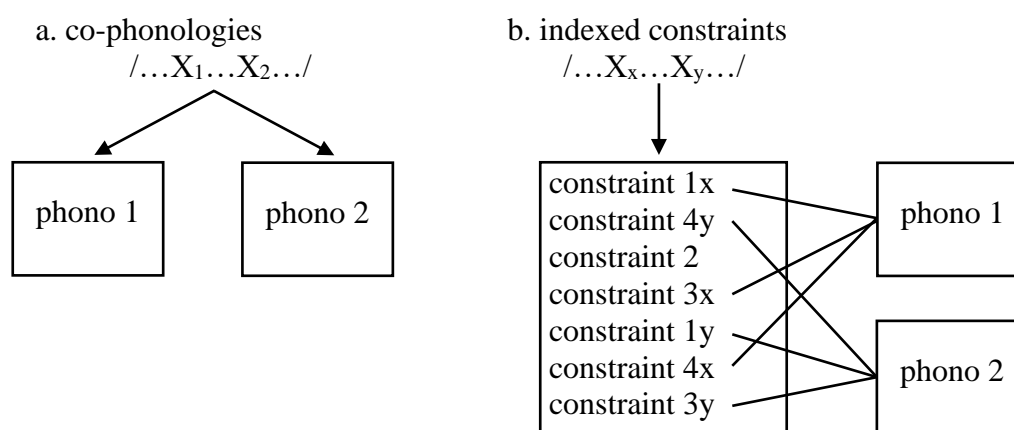 a. co-phonologies
/…X₁…X₂…/
phono 1
phono 2
b. indexed constraints
/…Xₓ…Xᵧ…/
constraint 1x
constraint 4y
constraint 2
constraint 3x
constraint 1y
constraint 4x
constraint 3y
phono 1
phono 2